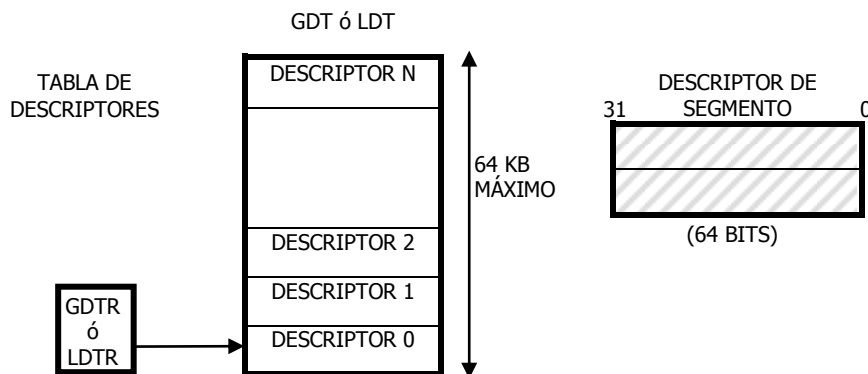 GDT ó LDT
TABLA DE
DESCRIPTORES
DESCRIPTOR N
DESCRIPTOR 2
DESCRIPTOR 1
DESCRIPTOR 0
GDTR
ó
LDTR
64 KB
MÁXIMO
DESCRIPTOR DE
SEGMENTO
31
0
(64 BITS)